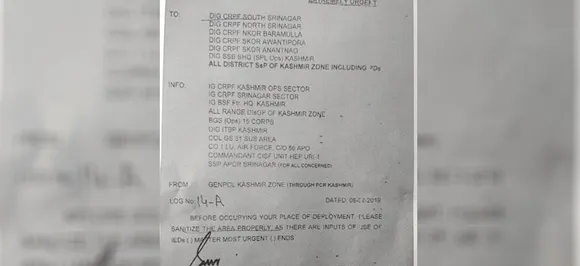 EXTREMELY URGENT
TO: DIG CRPF SOUTH SRINAGAR
DIG CRPF NORTH SRINAGAR
DIG CRPF NKOR BARAMULLA
DIG CRPF SKOR AWANTIPORA
DIG CRPF SKOR ANANTNAG
DIG SSB SHQ (SPL Ops) KASHMIR
ALL DISTRICT SsP OF KASHMIR ZONE INCLUDING PDs
INFO: IG CRPF KASHMIR OPS SECTOR
IG CRPF SRINAGAR SECTOR
IG BSF Ftr. HQ KASHMIR
ALL RANGE DIsGP OF KASHMIR ZONE
BGS (Ops) 15 CORPS
DIG ITBP KASHMIR
COL GS 31 SUB AREA
CO 1 LU, AIR FORCE, C/O 56 APO
COMMANDANT CISF UNIT HEP URI-1
SSP APCR SRINAGAR (FOR ALL CONCERNED)
FROM GENPOL KASHMIR ZONE (THROUGH PCR KASHMIR)
LOG No. 14-A DATED: 2019
BEFORE OCCUPYING YOUR PLACE OF DEPLOYMENT, PLEASE
SANITIZE THE AREA PROPERLY, AS THERE ARE INPUTS OF USE OF
IEDs (.) MATTER MOST URGENT (.) ENDS